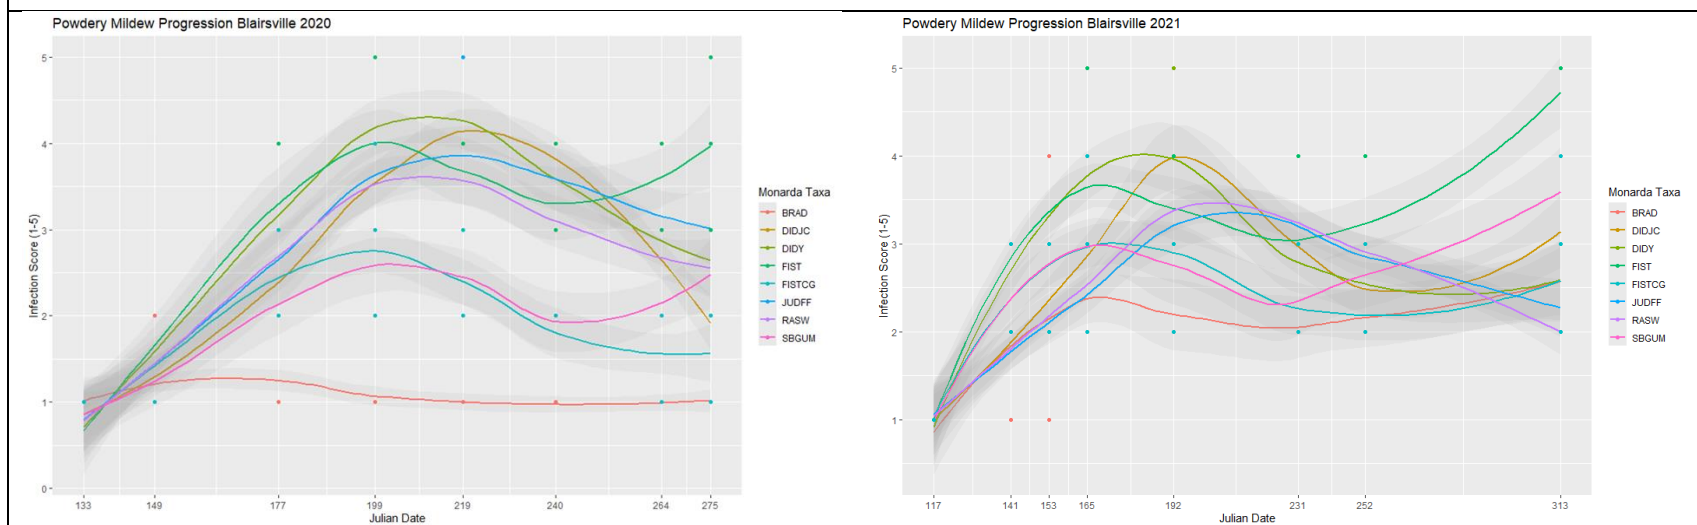 Powdery Mildew Progression Blairsville 2020
Infection Score (1-5)
5
4
3
2
1
0
133 149 177 199 219 240 264 275
Julian Date
Monarda Taxa
BRAD
DIDJC
DIDY
FIST
FISTCG
JUDFF
RASW
SBGUM
Powdery Mildew Progression Blairsville 2021
Infection Score (1-5)
5
4
3
2
1
117 141 153 165 192 231 252 313
Julian Date
Monarda Taxa
BRAD
DIDJC
DIDY
FIST
FISTCG
JUDFF
RASW
SBGUM